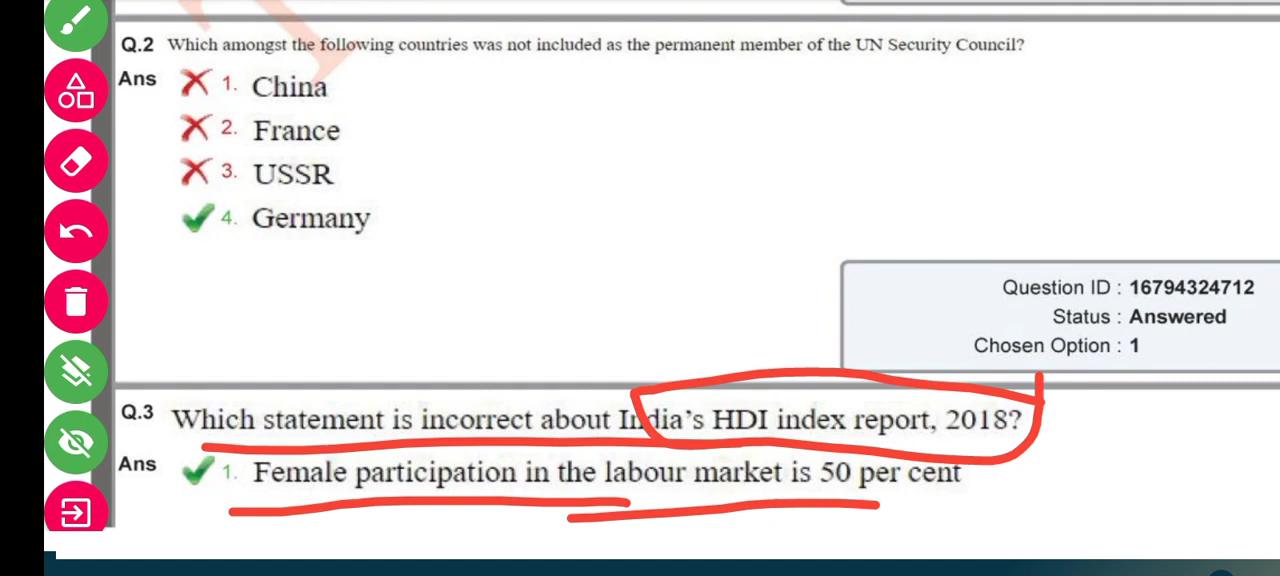 Q.2 Which amongst the following countries was not included as the permanent member of the UN Security Council?
Ans 1. China
2. France
3. USSR
4. Germany
Question ID : 16794324712
Status : Answered
Chosen Option : 1
Q.3 Which statement is incorrect about India's HDI index report, 2018?
Ans 1. Female participation in the labour market is 50 per cent